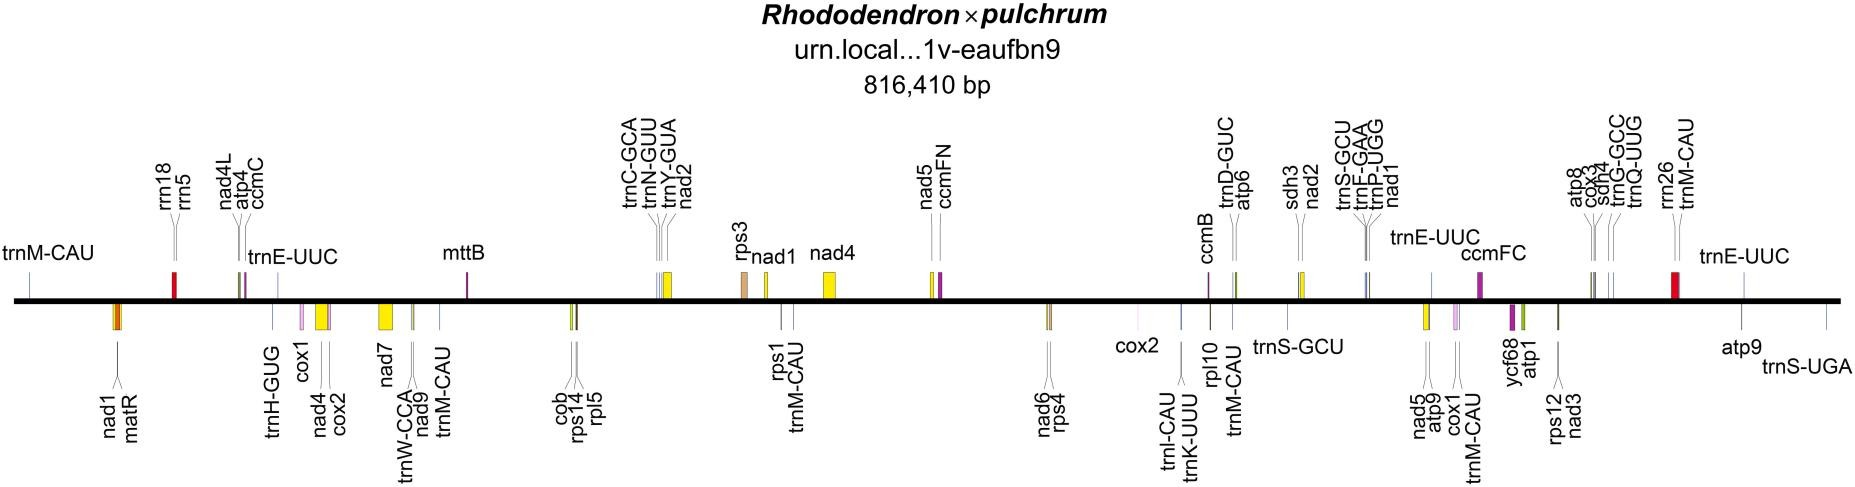 Rhododendron × pulchrum
urn.local...1v-eaufbn9
816,410 bp
trnM-CAU
rrn18
rrn5
nad4L
atp4
ccmC
trnE-UUC
mttB
trnC-GCA
trnN-GUU
trnY-GUA
nad2
rps3
nad1
nad4
nad5
ccmFN
ccmB
trnD-GUC
atp6
sdh3
nad2
trnS-GCU
trnF-GAA
trnP-UGG
nad1
trnE-UUC
ccmFC
atp8
cox3
sdh4
trnG-GCC
trnQ-UUG
rrn26
trnM-CAU
trnE-UUC
nad1
matR
trnH-GUG
cox1
nad4
cox2
nad7
trnW-CCA
nad9
trnM-CAU
cob
rps14
rpl5
rps1
trnM-CAU
nad6
rps4
cox2
trnI-CAU
trnK-UUU
rpl10
trnM-CAU
trnS-GCU
nad5
atp9
cox1
trnM-CAU
ycf68
atp1
rps12
nad3
atp9
trnS-UGA